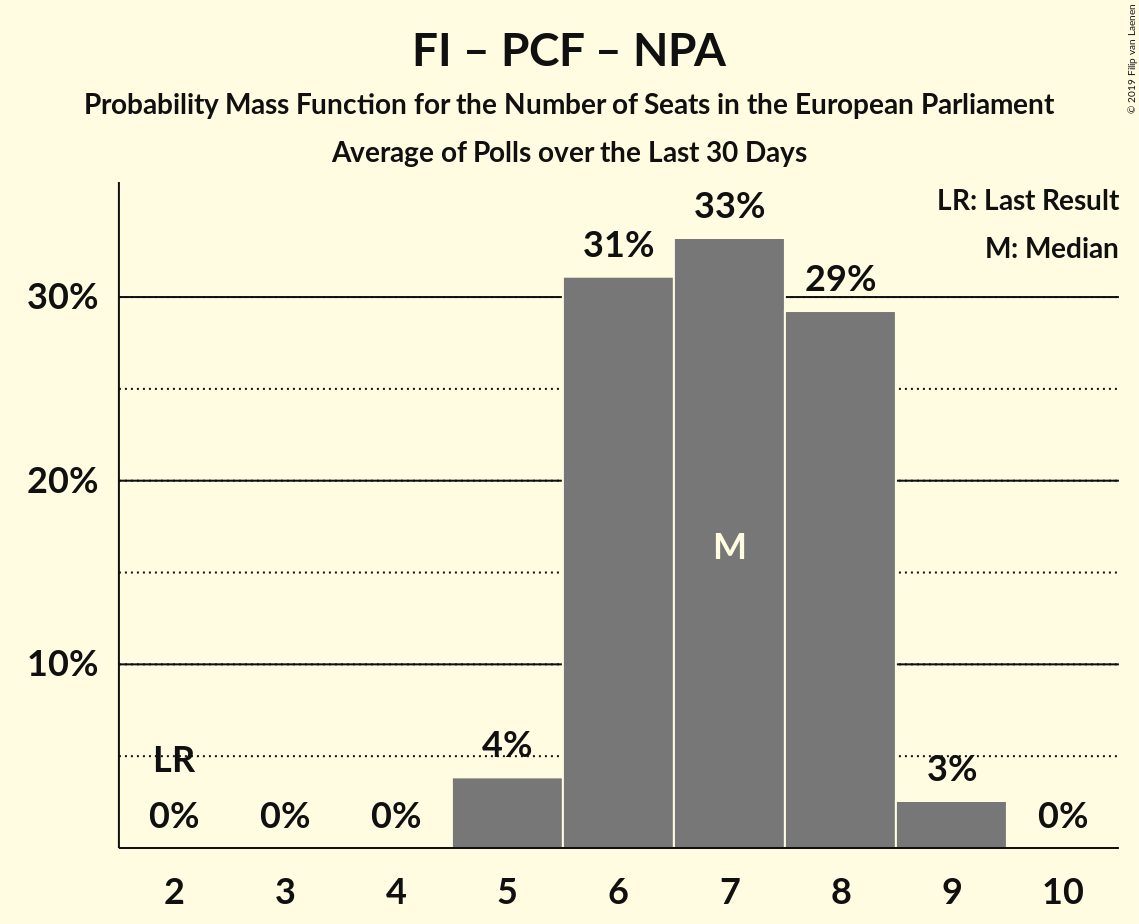 FI – PCF – NPA
Probability Mass Function for the Number of Seats in the European Parliament
Average of Polls over the Last 30 Days
© 2019 Filip van Laenen
LR: Last Result
M: Median
33%
31%
29%
30%
20%
M
10%
4%
LR
3%
0% 0% 0% 0%
2 3 4 5 6 7 8 9 10